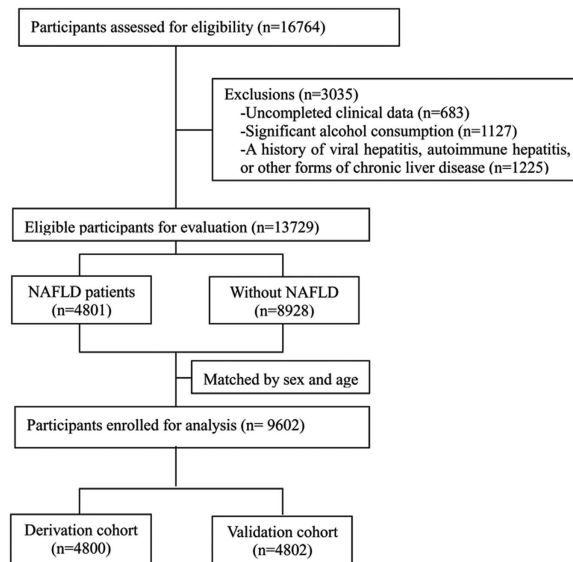 Participants assessed for eligibility (n=16764)
Exclusions (n=3035)
-Uncompleted clinical data (n=683)
-Significant alcohol consumption (n=1127)
-A history of viral hepatitis, autoimmune hepatitis,
or other forms of chronic liver disease (n=1225)
Eligible participants for evaluation (n=13729)
NAFLD patients
(n=4801)
Without NAFLD
(n=8928)
Matched by sex and age
Participants enrolled for analysis (n= 9602)
Derivation cohort
(n=4800)
Validation cohort
(n=4802)